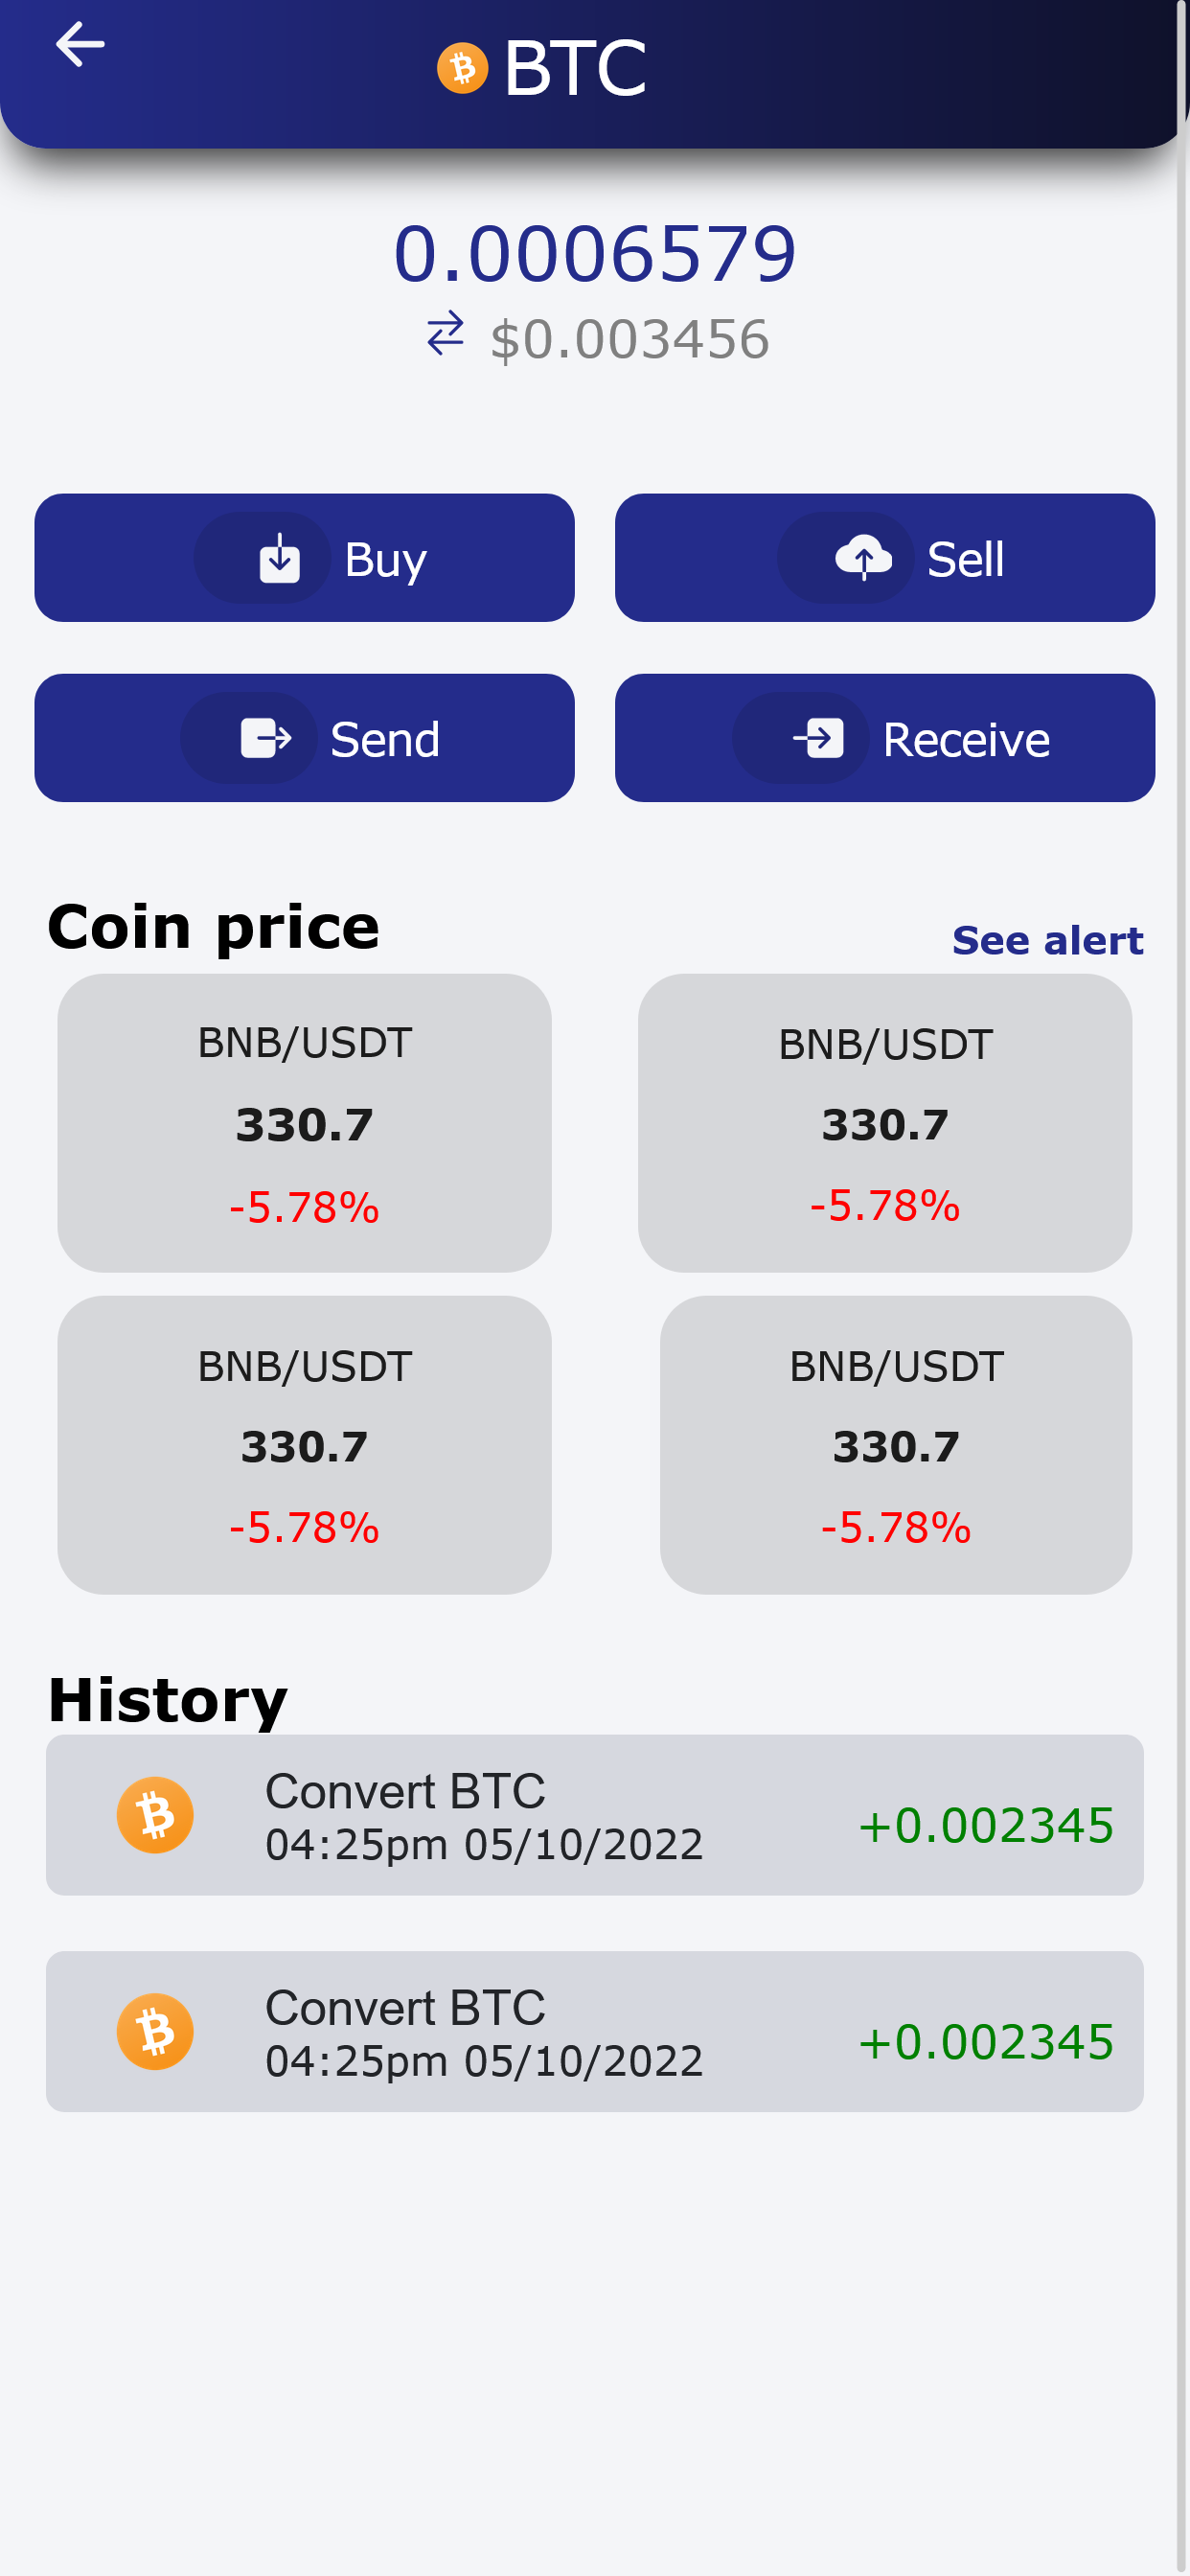 BTC
0.0006579
$0.003456
Buy
Sell
Send
Receive
Coin price
See alert
BNB/USDT
330.7
-5.78%
BNB/USDT
330.7
-5.78%
BNB/USDT
330.7
-5.78%
BNB/USDT
330.7
-5.78%
History
Convert BTC
04:25pm 05/10/2022
+0.002345
Convert BTC
04:25pm 05/10/2022
+0.002345